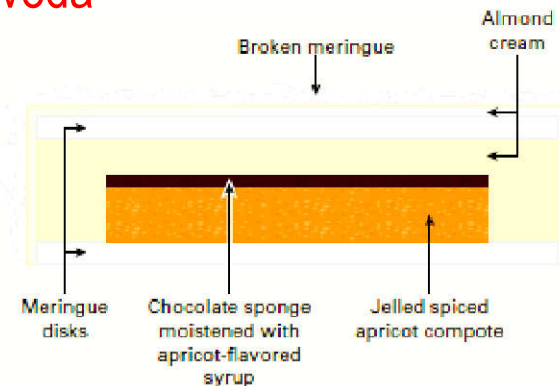 Almond
cream
Broken meringue
Meringue
disks
Chocolate sponge
moistened with
apricot-flavored
syrup
Jelled spiced
apricot compote